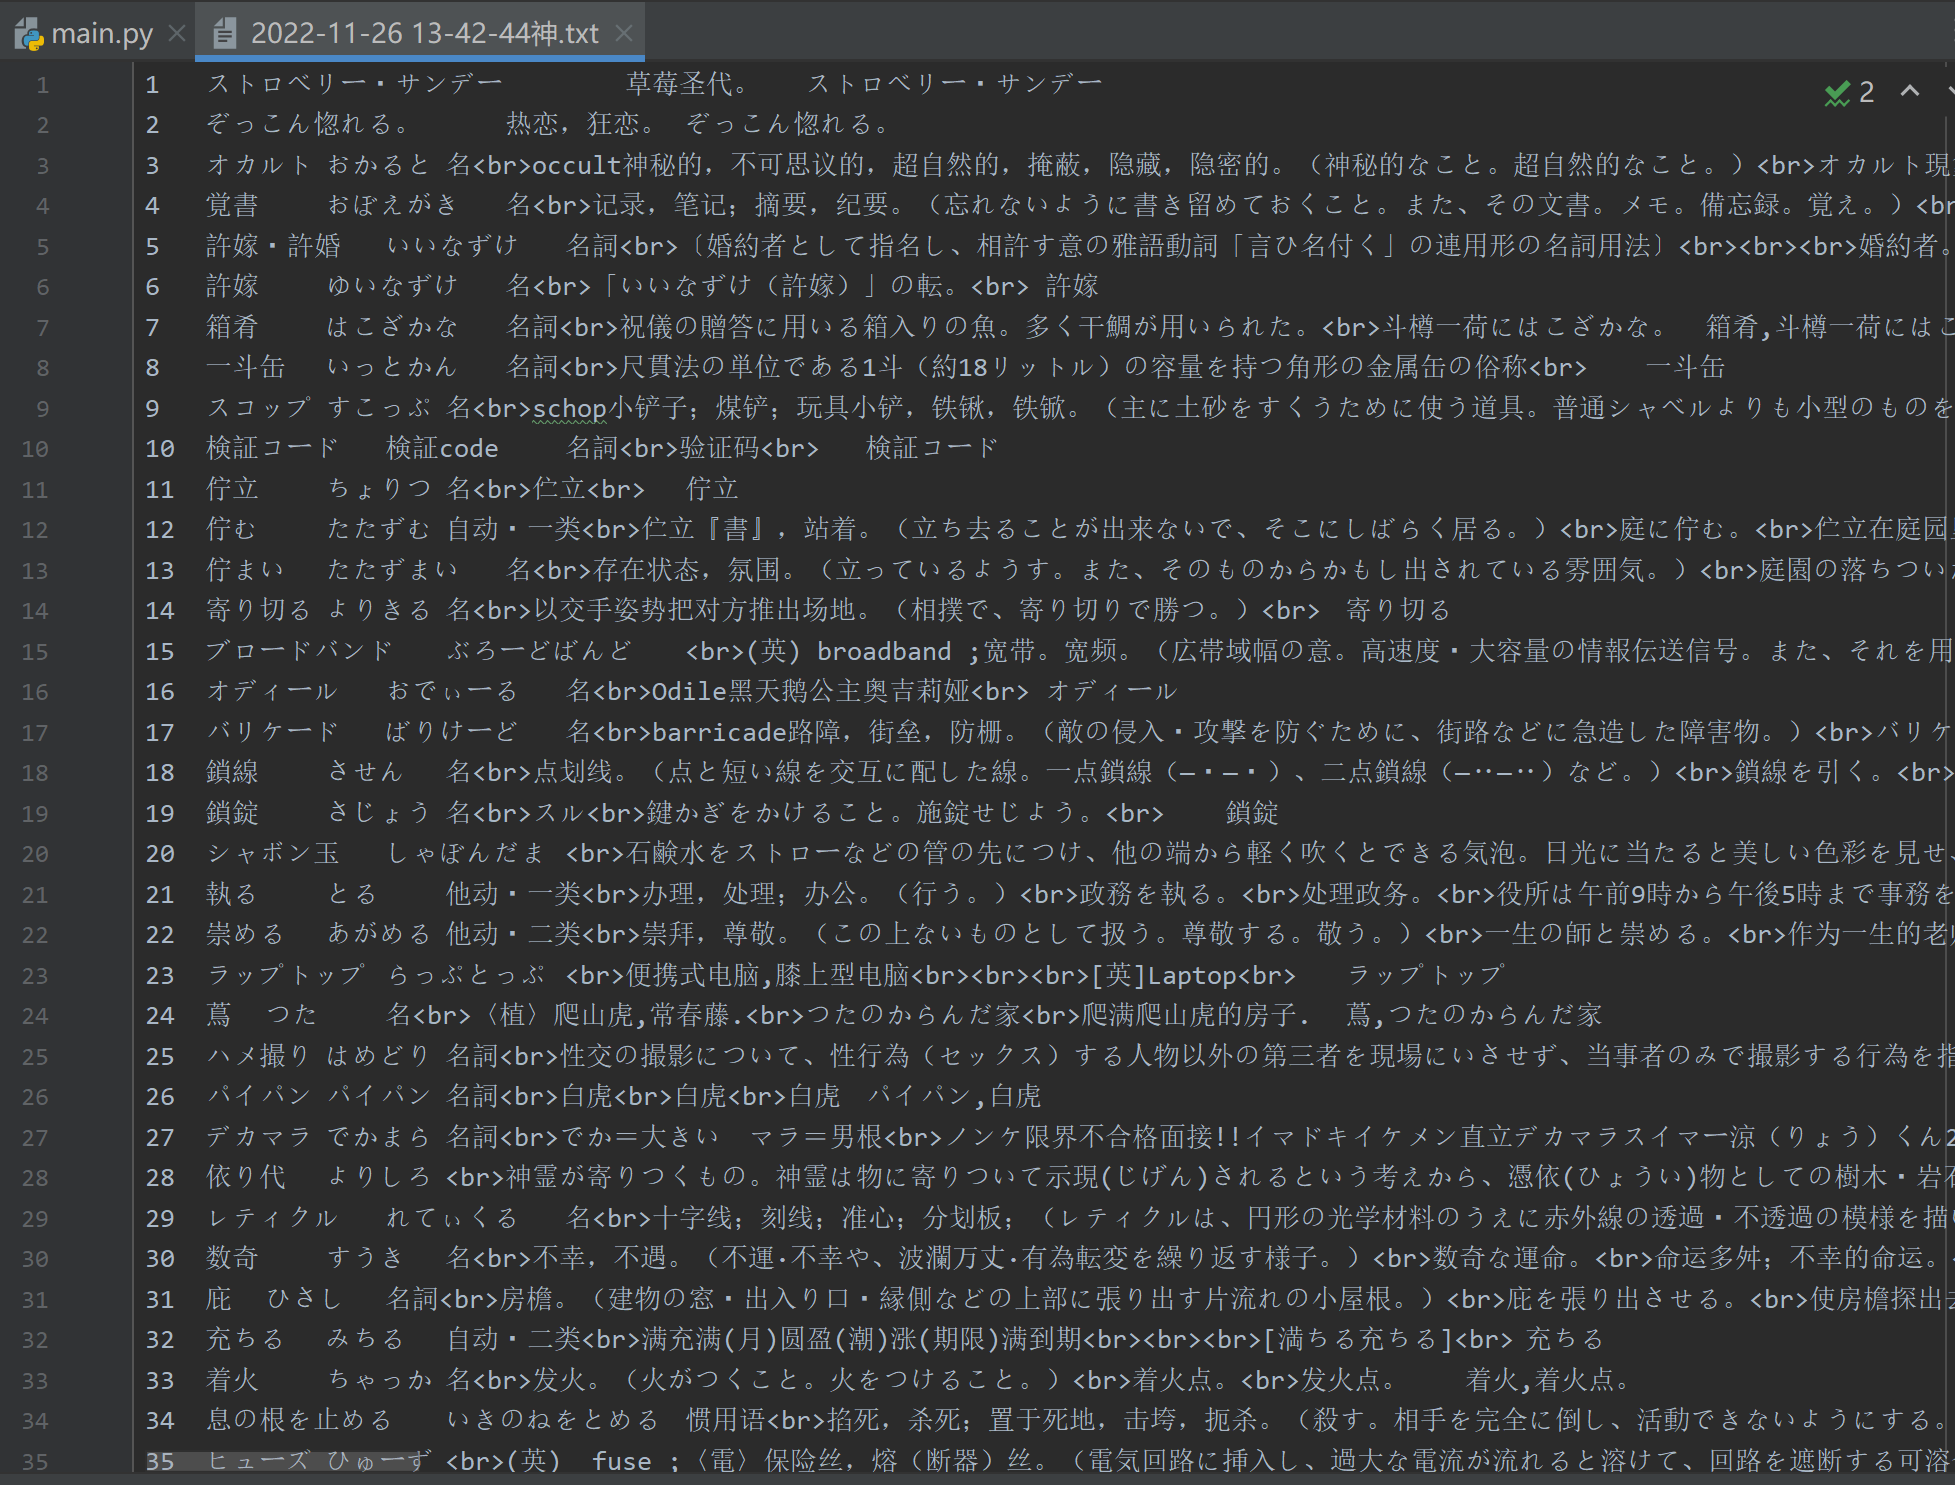 main.py
2022-11-26 13-42-44神.txt
2
1 1 ストロベリー・サンデー 草莓圣代。 ストロベリー・サンデー
2 2 ぞっこん惚れる。 热恋，狂恋。 ぞっこん惚れる。
3 3 オカルト おかると 名<br>occult神秘的，不可思议的，超自然的，掩蔽，隐藏，隐密的。（神秘的なこと。超自然的なこと。）<br>オカルト現
4 4 覚書 おぼえがき 名<br>记录，笔记；摘要，纪要。（忘れないように書き留めておくこと。また、その文書。メモ。備忘録。覚え。）<br
5 5 許嫁・許婚 いいなずけ 名詞<br>〔婚約者として指名し、相許す意の雅語動詞「言ひ名付く」の連用形の名詞用法〕<br><br><br>婚約者。
6 6 許嫁 ゆいなずけ 名<br>「いいなずけ（許嫁）」の転。<br> 許嫁
7 7 箱肴 はこざかな 名詞<br>祝儀の贈答に用いる箱入りの魚。多く干鯛が用いられた。<br>斗樽一荷にはこざかな。 箱肴,斗樽一荷にはこ
8 8 一斗缶 いっとかん 名詞<br>尺貫法の単位である1斗（約18リットル）の容量を持つ角形の金属缶の俗称<br> 一斗缶
9 9 スコップ すこっぷ 名<br>schop小铲子；煤铲；玩具小铲，铁锹，铁锨。（主に土砂をすくうために使う道具。普通シャベルよりも小型のものを
10 10 検証コード 検証code 名詞<br>验证码<br> 検証コード
11 11 佇立 ちょりつ 名<br>伫立<br> 佇立
12 12 佇む たたずむ 自动・一类<br>伫立『書』，站着。（立ち去ることが出来ないで、そこにしばらく居る。）<br>庭に佇む。<br>伫立在庭园
13 13 佇まい たたずまい 名<br>存在状态，氛围。（立っているようす。また、そのものからかもし出されている雰囲気。）<br>庭園の落ちつい
14 14 寄り切る よりきる 名<br>以交手姿势把对方推出场地。（相撲で、寄り切りで勝つ。）<br> 寄り切る
15 15 ブロードバンド ぶろーどばんど <br>(英) broadband ;宽带。宽频。（広帯域幅の意。高速度・大容量の情報伝送信号。また、それを用
16 16 オディール おでぃーる 名<br>Odile黑天鹅公主奥吉莉娅<br> オディール
17 17 バリケード ばりけーど 名<br>barricade路障，街垒，防栅。（敵の侵入・攻撃を防ぐために、街路などに急造した障害物。）<br>バリケ
18 18 鎖線 させん 名<br>点划线。（点と短い線を交互に配した線。一点鎖線（—・—・）、二点鎖線（—‥—‥）など。）<br>鎖線を引く。<br>
19 19 鎖錠 さじょう 名<br>スル<br>鍵かぎをかけること。施錠せじよう。<br> 鎖錠
20 20 シャボン玉 しゃぼんだま <br>石鹸水をストローなどの管の先につけ、他の端から軽く吹くとできる気泡。日光に当たると美しい色彩を見せ、
21 21 執る とる 他动・一类<br>办理，处理；办公。（行う。）<br>政務を執る。<br>处理政务。<br>役所は午前9時から午後5時まで事務を
22 22 崇める あがめる 他动・二类<br>崇拜，尊敬。（この上ないものとして扱う。尊敬する。敬う。）<br>一生の師と崇める。<br>作为一生的老
23 23 ラップトップ らっぷとっぷ <br>便携式电脑,膝上型电脑<br><br><br>[英]Laptop<br> ラップトップ
24 24 蔦 つた 名<br>〈植〉爬山虎,常春藤.<br>つたのからんだ家<br>爬满爬山虎的房子. 蔦,つたのからんだ家
25 25 ハメ撮り はめどり 名詞<br>性交の撮影について、性行為（セックス）する人物以外の第三者を現場にいさせず、当事者のみで撮影する行為を指
26 26 パイパン パイパン 名詞<br>白虎<br>白虎<br>白虎 パイパン,白虎
27 27 デカマラ でかまら 名詞<br>でか＝大きい マラ＝男根<br>ノンケ限界不合格面接!!イマドキイケメン直立デカマラスイマー涼（りょう）くん2
28 28 依り代 よりしろ <br>神霊が寄りつくもの。神霊は物に寄りついて示現(じげん)されるという考えから、憑依(ひょうい)物としての樹木・岩石
29 29 レティクル れてぃくる 名<br>十字线；刻线；准心；分划板；（レティクルは、円形の光学材料のうえに赤外線の透過・不透過の模様を描い
30 30 数奇 すうき 名<br>不幸，不遇。（不運·不幸や、波瀾万丈·有為転変を繰り返す様子。）<br>数奇な運命。<br>命运多舛；不幸的命运。
31 31 庇 ひさし 名詞<br>房檐。（建物の窓・出入り口・縁側などの上部に張り出す片流れの小屋根。）<br>庇を張り出させる。<br>使房檐探出去
32 32 充ちる みちる 自动・二类<br>满充满(月)圆盈(潮)涨(期限)满到期<br><br><br>[満ちる充ちる]<br> 充ちる
33 33 着火 ちゃっか 名<br>发火。（火がつくこと。火をつけること。）<br>着火点。<br>发火点。 着火,着火点。
34 34 息の根を止める いきのねをとめる 惯用语<br>掐死，杀死；置于死地，击垮，扼杀。（殺す。相手を完全に倒し、活動できないようにする。
35 35 ヒューズ ひゅーず <br>(英) fuse ;〈電〉保险丝，熔（断器）丝。（電気回路に挿入し、過大な電流が流れると溶けて、回路を遮断する可溶